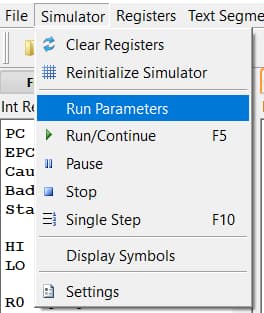 File Simulator Registers Text Segme
Clear Registers
Reinitialize Simulator
Int Re
Run Parameters
PC
Run/Continue F5
EPC
Cau
Pause
Bad
Stop
Sta
Single Step F10
HI
Display Symbols
LO
Settings
R0